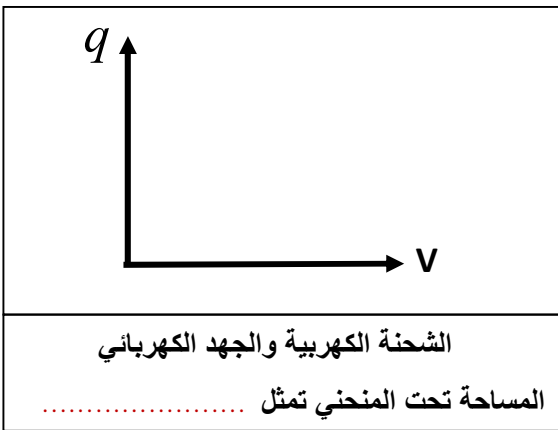 q
V
الشحنة الكهربية والجهد الكهربائي
المساحة تحت المنحني تمثل ........................